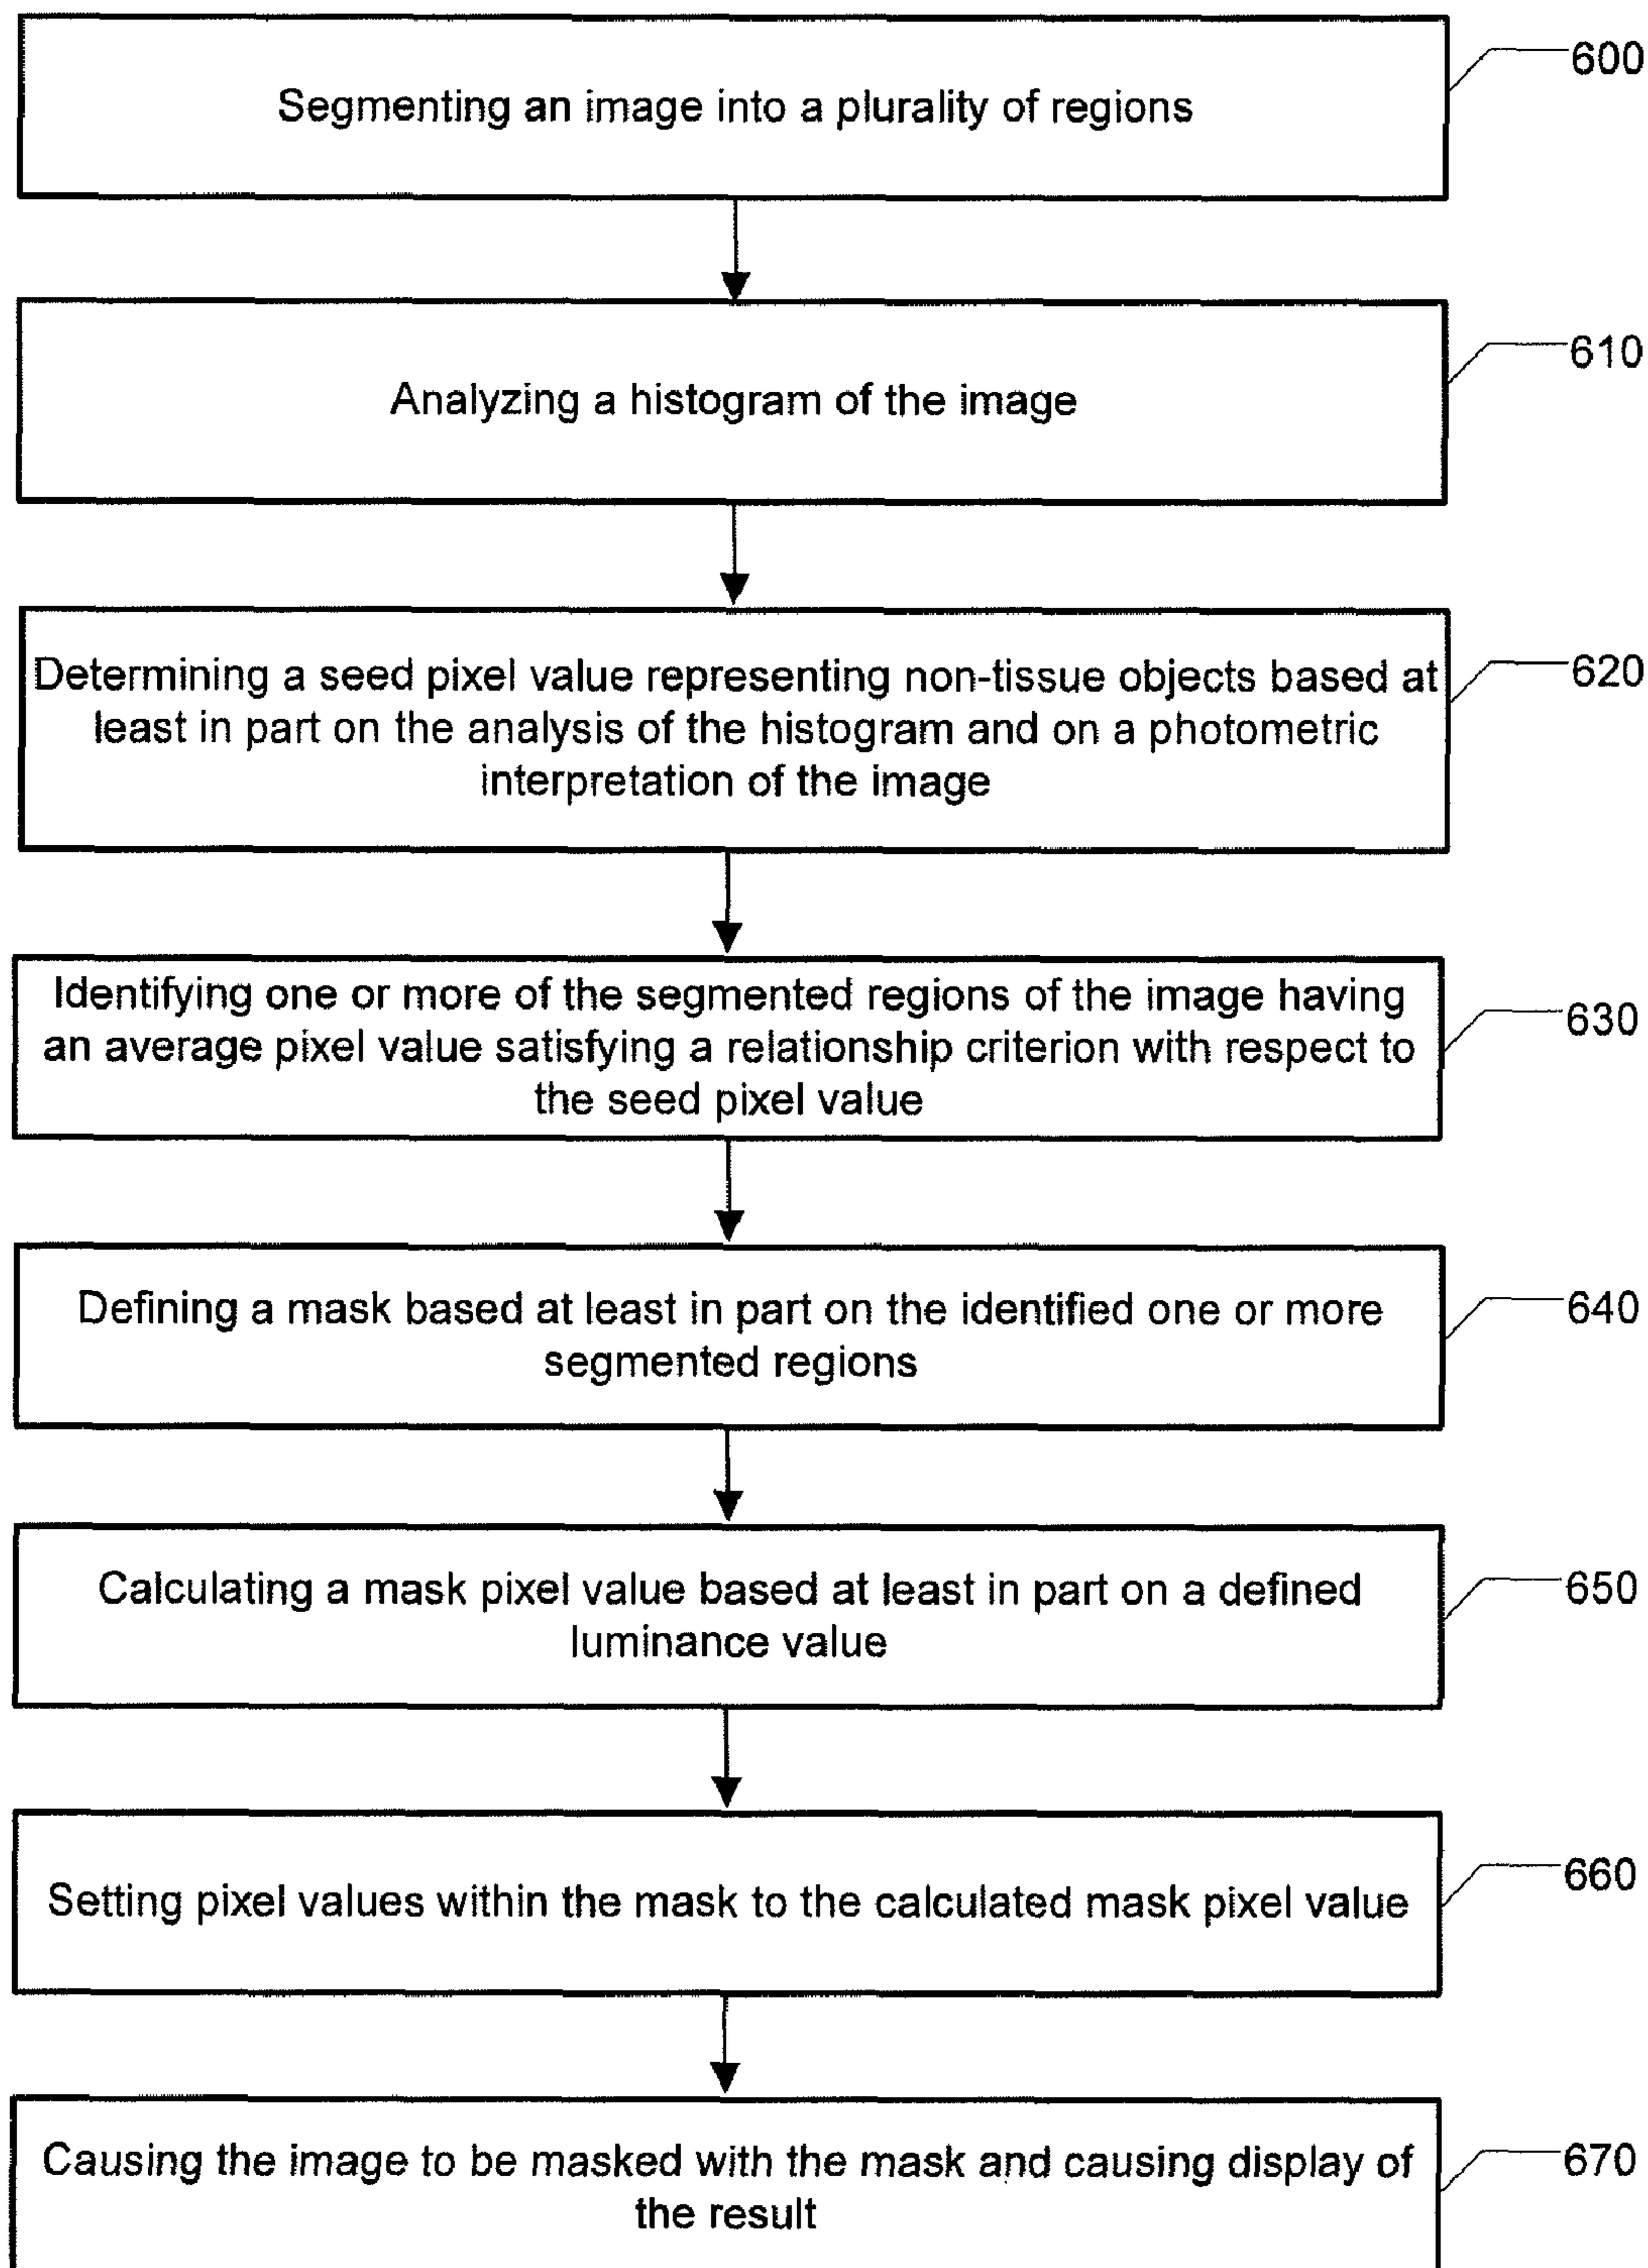 600
Segmenting an image into a plurality of regions
610
Analyzing a histogram of the image
620
Determining a seed pixel value representing non-tissue objects based at
least in part on the analysis of the histogram and on a photometric
interpretation of the image
630
Identifying one or more of the segmented regions of the image having
an average pixel value satisfying a relationship criterion with respect to
the seed pixel value
640
Defining a mask based at least in part on the identified one or more
segmented regions
650
Calculating a mask pixel value based at least in part on a defined
luminance value
660
Setting pixel values within the mask to the calculated mask pixel value
670
Causing the image to be masked with the mask and causing display of
the result